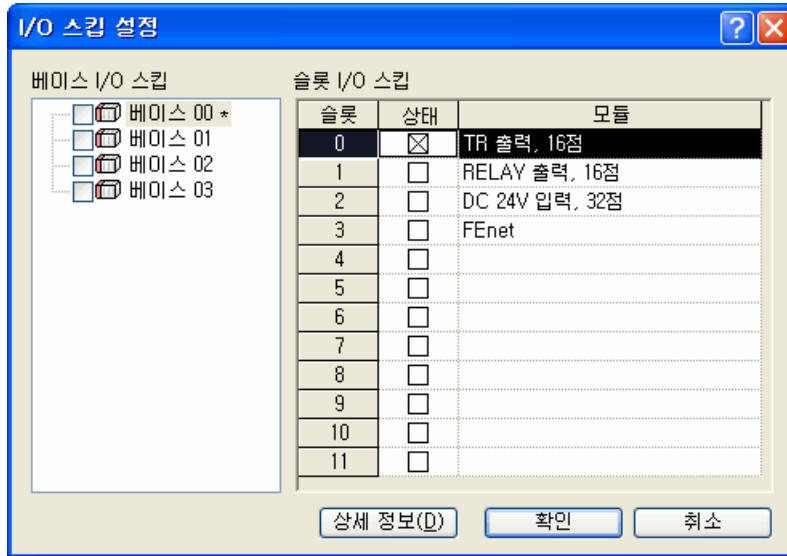 I/O 스킵 설정
베이스 I/O 스킵
베이스 00 *
베이스 01
베이스 02
베이스 03
슬롯 I/O 스킵
슬롯 상태 모듈
0 TR 출력, 16점
1 RELAY 출력, 16점
2 DC 24V 입력, 32점
3 FEnet
4
5
6
7
8
9
10
11
상세 정보(D) 확인 취소